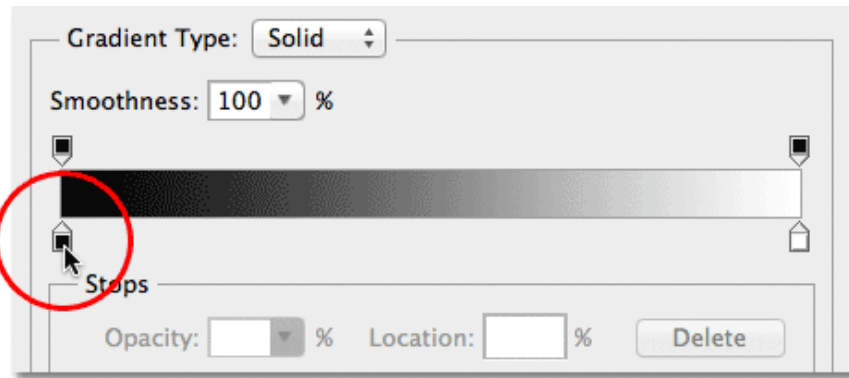 Gradient Type: Solid
Smoothness: 100 %
Stops
Opacity: % Location: % Delete